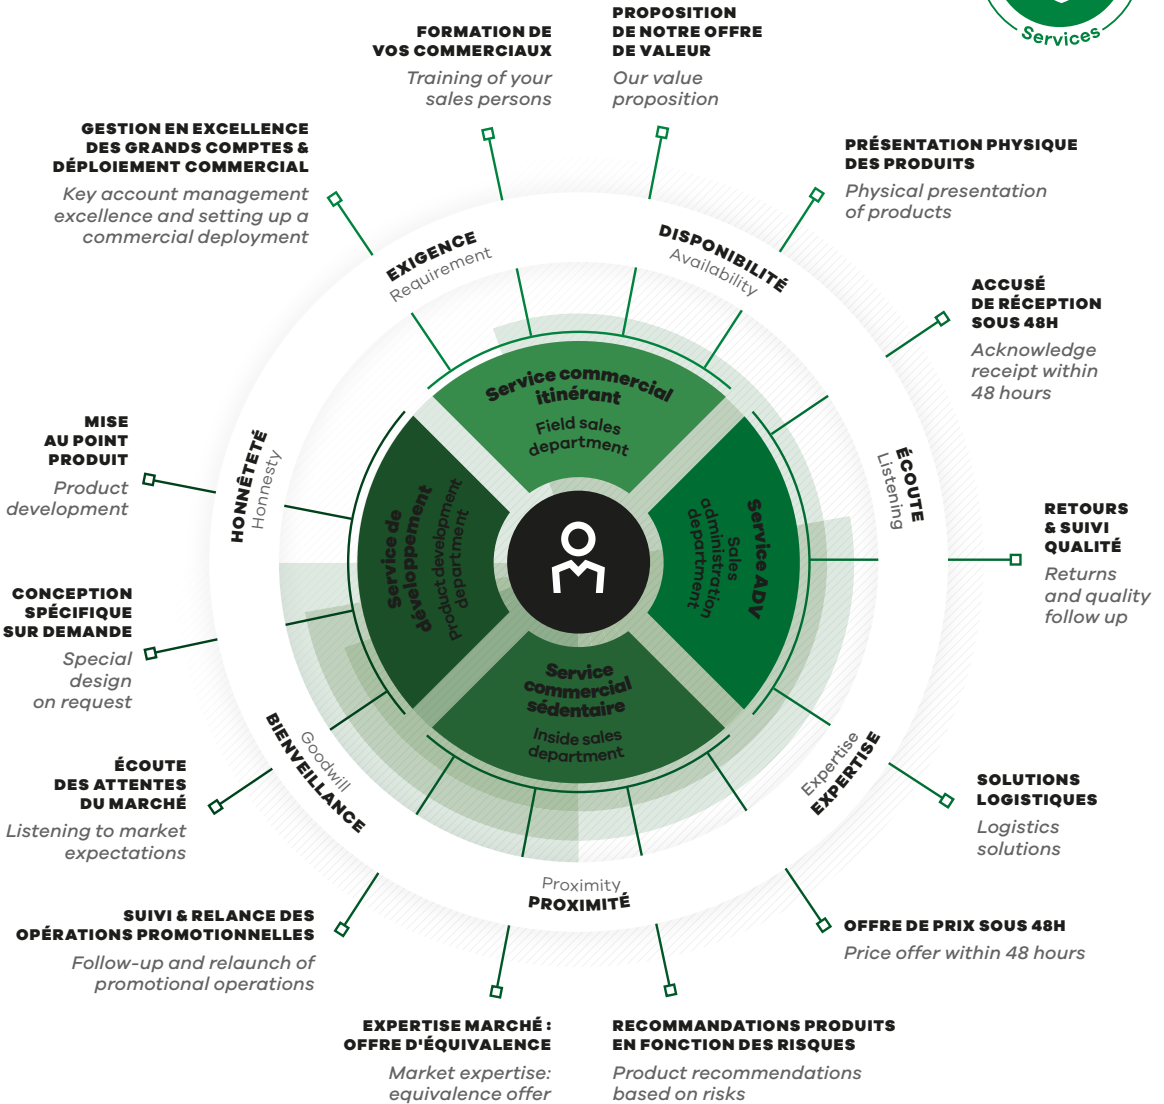 Services
PROPOSITION
DE NOTRE OFFRE
DE VALEUR
Our value
proposition
FORMATION DE
VOS COMMERCIAUX
Training of your
sales persons
GESTION EN EXCELLENCE
DES GRANDS COMPTES &
DÉPLOIEMENT COMMERCIAL
Key account management
excellence and setting up a
commercial deployment
PRÉSENTATION PHYSIQUE
DES PRODUITS
Physical presentation
of products
ACCUSÉ
DE RÉCEPTION
SOUS 48H
Acknowledge
receipt within
48 hours
RETOURS
& SUIVI
QUALITÉ
Returns
and quality
follow up
SOLUTIONS
LOGISTIQUES
Logistics
solutions
OFFRE DE PRIX SOUS 48H
Price offer within 48 hours
RECOMMANDATIONS PRODUITS
EN FONCTION DES RISQUES
Product recommendations
based on risks
EXPERTISE MARCHÉ :
OFFRE D'ÉQUIVALENCE
Market expertise:
equivalence offer
SUIVI & RELANCE DES
OPÉRATIONS PROMOTIONNELLES
Follow-up and relaunch of
promotional operations
ÉCOUTE
DES ATTENTES
DU MARCHÉ
Listening to market
expectations
CONCEPTION
SPÉCIFIQUE
SUR DEMANDE
Special
design
on request
MISE
AU POINT
PRODUIT
Product
development
EXIGENCE
Requirement
DISPONIBILITÉ
Availability
ÉCOUTE
Listening
Expertise
EXPERTISE
Proximity
PROXIMITÉ
Goodwill
BIENVEILLANCE
HONNÊTETÉ
Honnesty
Service commercial
itinérant
Field sales
department
Service ADV
Sales
administration
department
Service
commercial
sédentaire
Inside sales
department
Service de
développement
Product development
department